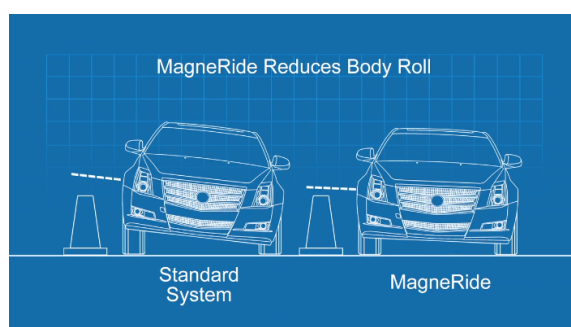 MagneRide Reduces Body Roll
Standard
System
MagneRide